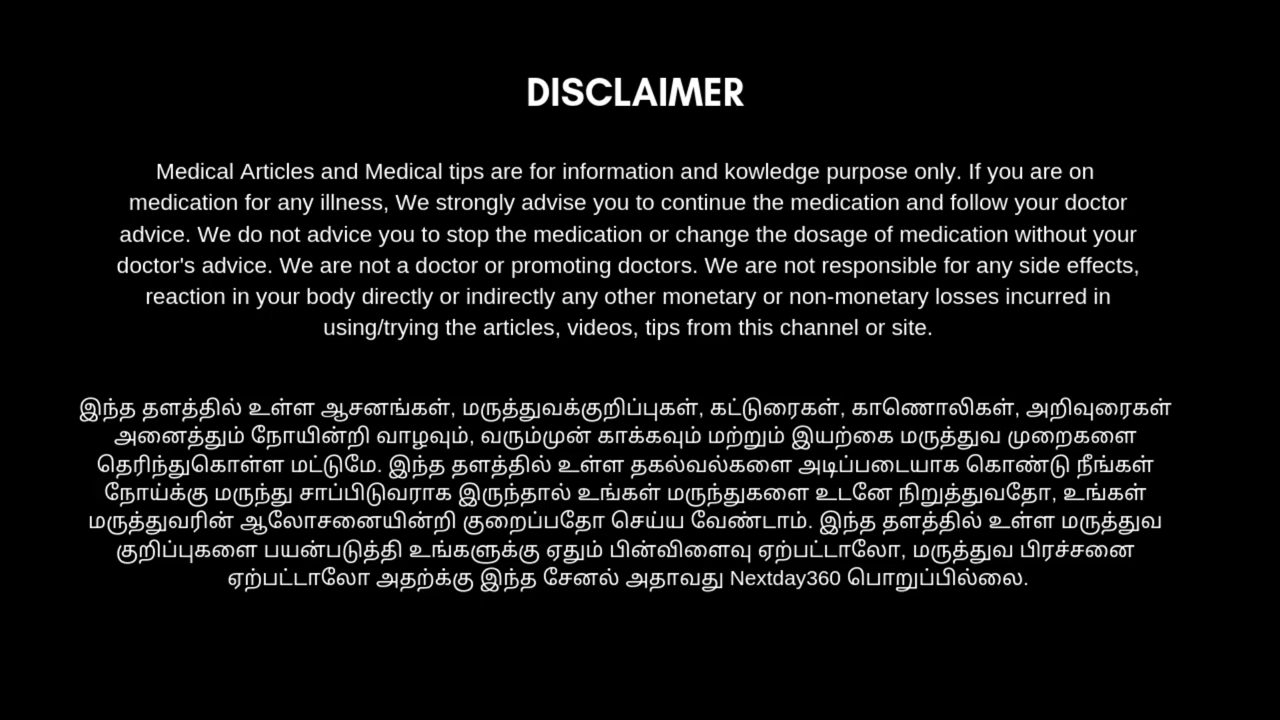 DISCLAIMER
Medical Articles and Medical tips are for information and kowledge purpose only. If you are on
medication for any illness, We strongly advise you to continue the medication and follow your doctor
advice. We do not advice you to stop the medication or change the dosage of medication without your
doctor's advice. We are not a doctor or promoting doctors. We are not responsible for any side effects,
reaction in your body directly or indirectly any other monetary or non-monetary losses incurred in
using/trying the articles, videos, tips from this channel or site.
இந்த தளத்தில் உள்ள ஆசனங்கள், மருத்துவக்குறிப்புகள், கட்டுரைகள், காணொலிகள், அறிவுரைகள்
அனைத்தும் நோயின்றி வாழவும், வரும்முன் காக்கவும் மற்றும் இயற்கை மருத்துவ முறைகளை
தெரிந்துகொள்ள மட்டுமே. இந்த தளத்தில் உள்ள தகல்வல்களை அடிப்படையாக கொண்டு நீங்கள்
நோய்க்கு மருந்து சாப்பிடுவராக இருந்தால் உங்கள் மருந்துகளை உடனே நிறுத்துவதோ, உங்கள்
மருத்துவரின் ஆலோசனையின்றி குறைப்பதோ செய்ய வேண்டாம். இந்த தளத்தில் உள்ள மருத்துவ
குறிப்புகளை பயன்படுத்தி உங்களுக்கு ஏதும் பின்விளைவு ஏற்பட்டாலோ, மருத்துவ பிரச்சனை
ஏற்பட்டாலோ அதற்க்கு இந்த சேனல் அதாவது Nextday360 பொறுப்பில்லை.